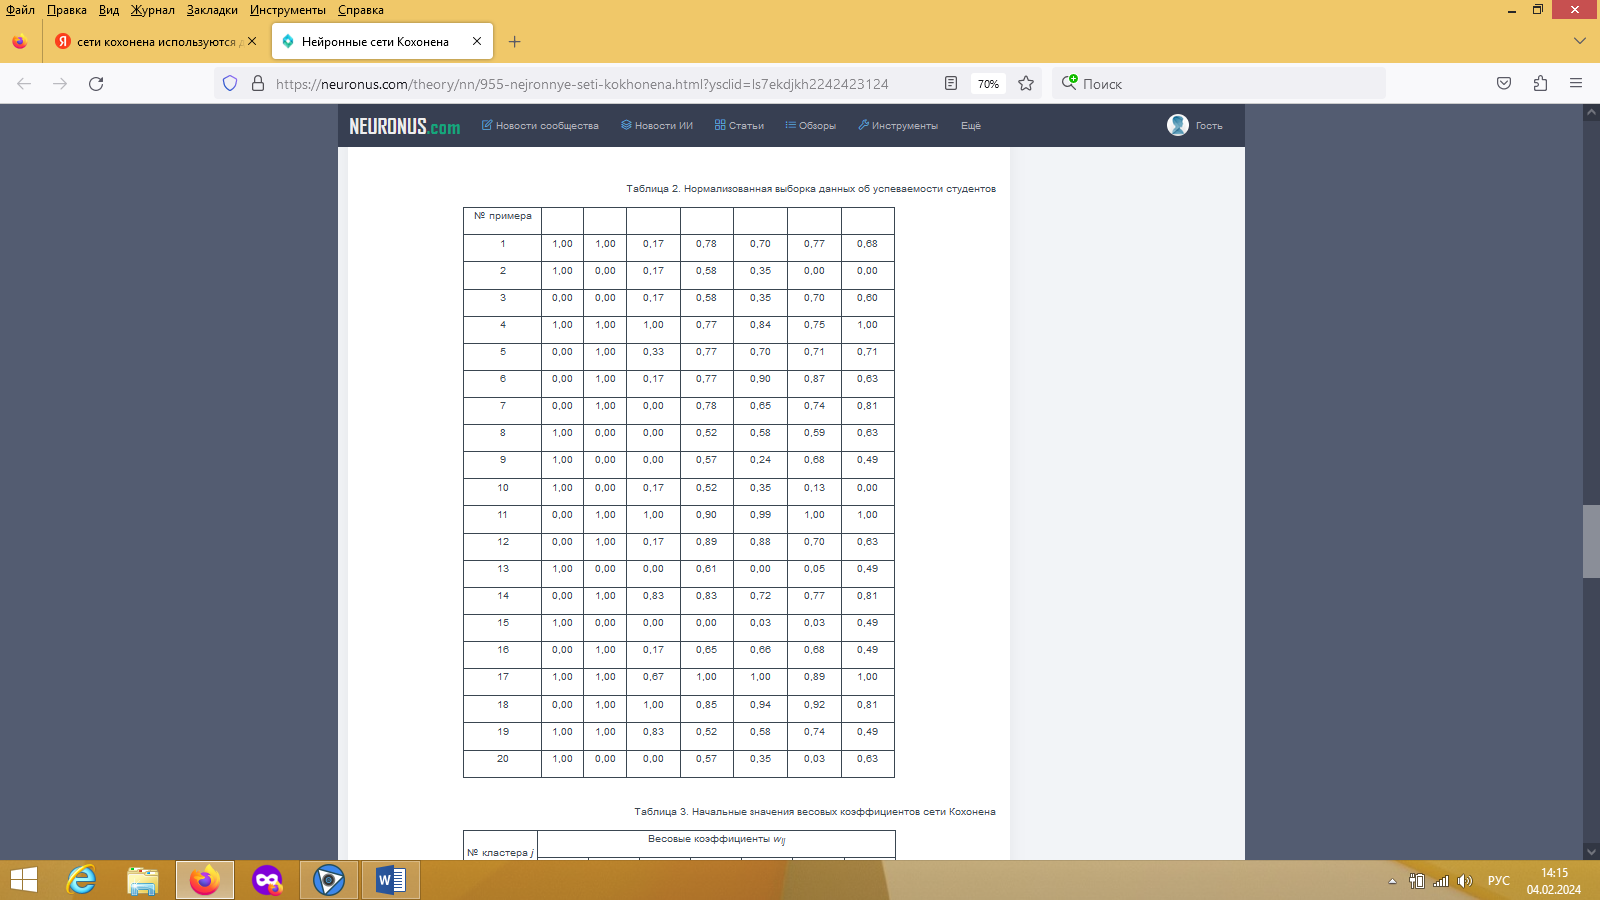 Файл Правка Вид Журнал Закладки Инструменты Справка
сети кохонена используются д
Нейронные сети Кохонена
https://neuronus.com/theory/nn/955-nejronnye-seti-kokhonena.html?ysclid=ls7ekdjkh2242423124
70%
Поиск
NEURONUS.com Новости сообщества Новости ИИ Статьи Обзоры Инструменты Ещё Гость
Таблица 2. Нормализованная выборка данных об успеваемости студентов
№ примера
1 1,00 1,00 0,17 0,78 0,70 0,77 0,68
2 1,00 0,00 0,17 0,58 0,35 0,00 0,00
3 0,00 0,00 0,17 0,58 0,35 0,70 0,60
4 1,00 1,00 1,00 0,77 0,84 0,75 1,00
5 0,00 1,00 0,33 0,77 0,70 0,71 0,71
6 0,00 1,00 0,17 0,77 0,90 0,87 0,63
7 0,00 1,00 0,00 0,78 0,65 0,74 0,81
8 1,00 0,00 0,00 0,52 0,58 0,59 0,63
9 1,00 0,00 0,00 0,57 0,24 0,68 0,49
10 1,00 0,00 0,17 0,52 0,35 0,13 0,00
11 0,00 1,00 1,00 0,90 0,99 1,00 1,00
12 0,00 1,00 0,17 0,89 0,88 0,70 0,63
13 1,00 0,00 0,00 0,61 0,00 0,05 0,49
14 0,00 1,00 0,83 0,83 0,72 0,77 0,81
15 1,00 0,00 0,00 0,00 0,03 0,03 0,49
16 0,00 1,00 0,17 0,65 0,66 0,68 0,49
17 1,00 1,00 0,67 1,00 1,00 0,89 1,00
18 0,00 1,00 1,00 0,85 0,94 0,92 0,81
19 1,00 1,00 0,83 0,52 0,58 0,74 0,49
20 1,00 0,00 0,00 0,57 0,35 0,03 0,63
Таблица 3. Начальные значения весовых коэффициентов сети Кохонена
Весовые коэффициенты wij
№ кластера j
РУС
14:15
04.02.2024